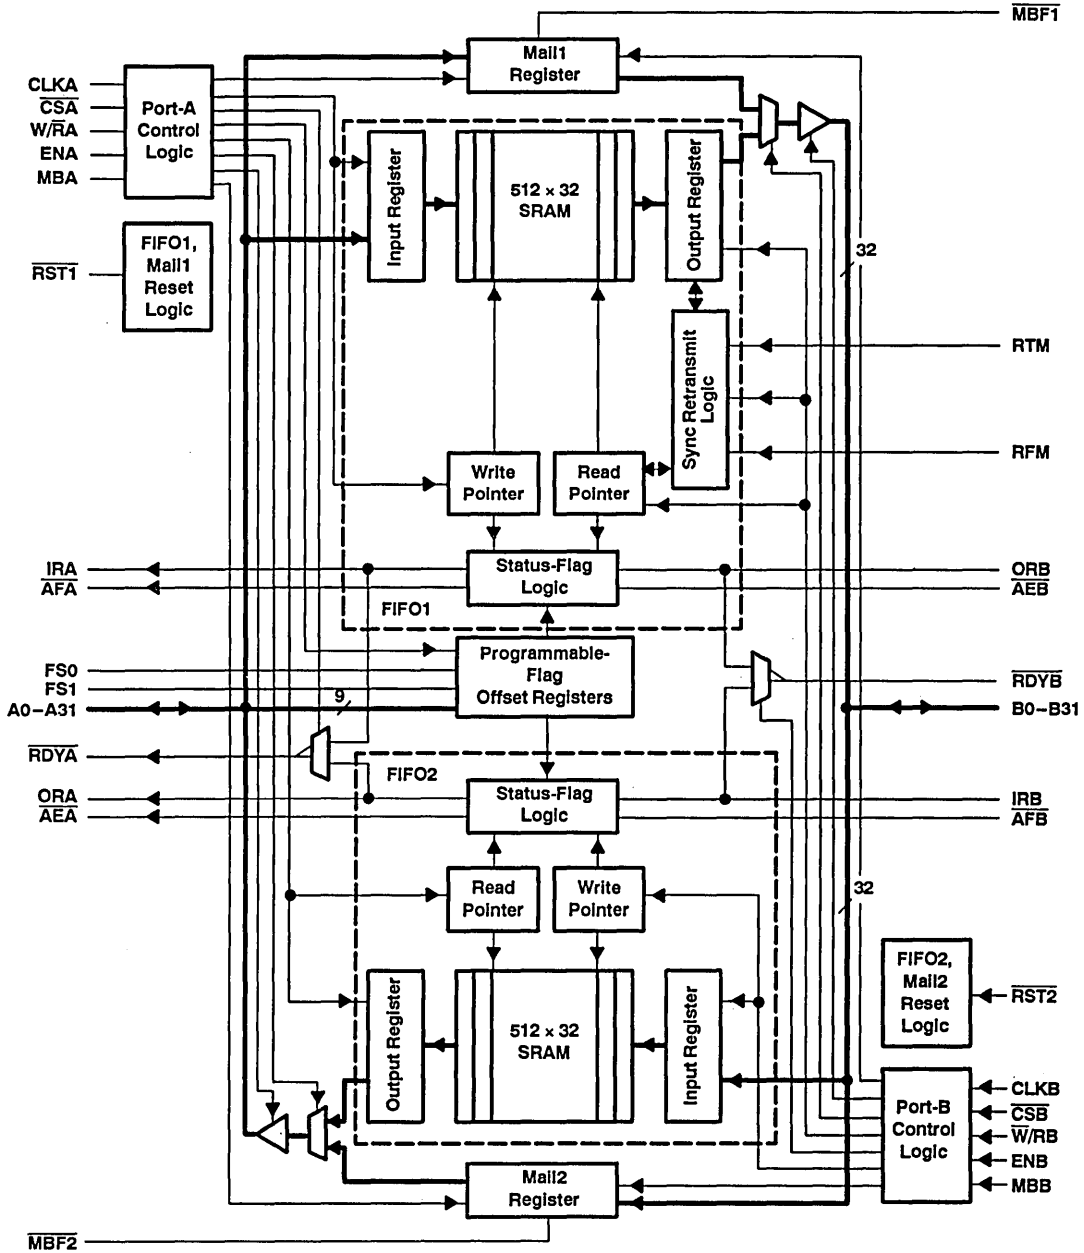 MBF1
Mail1
Register
CLKA
CSA
W/RA
ENA
MBA
Port-A
Control
Logic
Input Register
512 × 32
SRAM
Output Register
FIFO1,
Mail1
Reset
Logic
RST1
32
Sync Retransmit
Logic
RTM
RFM
Write
Pointer
Read
Pointer
IRA
AFA
Status-Flag
Logic
ORB
AEB
FIFO1
Programmable-
Flag
Offset Registers
FS0
FS1
A0–A31
9
RDYB
B0–B31
RDYA
FIFO2
ORA
AEA
Status-Flag
Logic
IRB
AFB
Read
Pointer
Write
Pointer
32
Output Register
512 × 32
SRAM
Input Register
FIFO2,
Mail2
Reset
Logic
RST2
Port-B
Control
Logic
CLKB
CSB
W/RB
ENB
MBB
Mail2
Register
MBF2